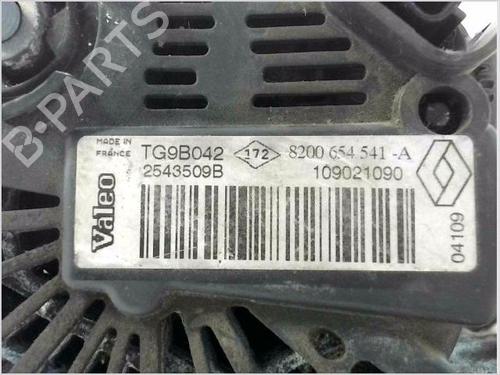 B-PARTS
MADE IN
FRANCE
TG9B042
172
8200 654 541 -A
2543509B
109021090
Valeo
04109